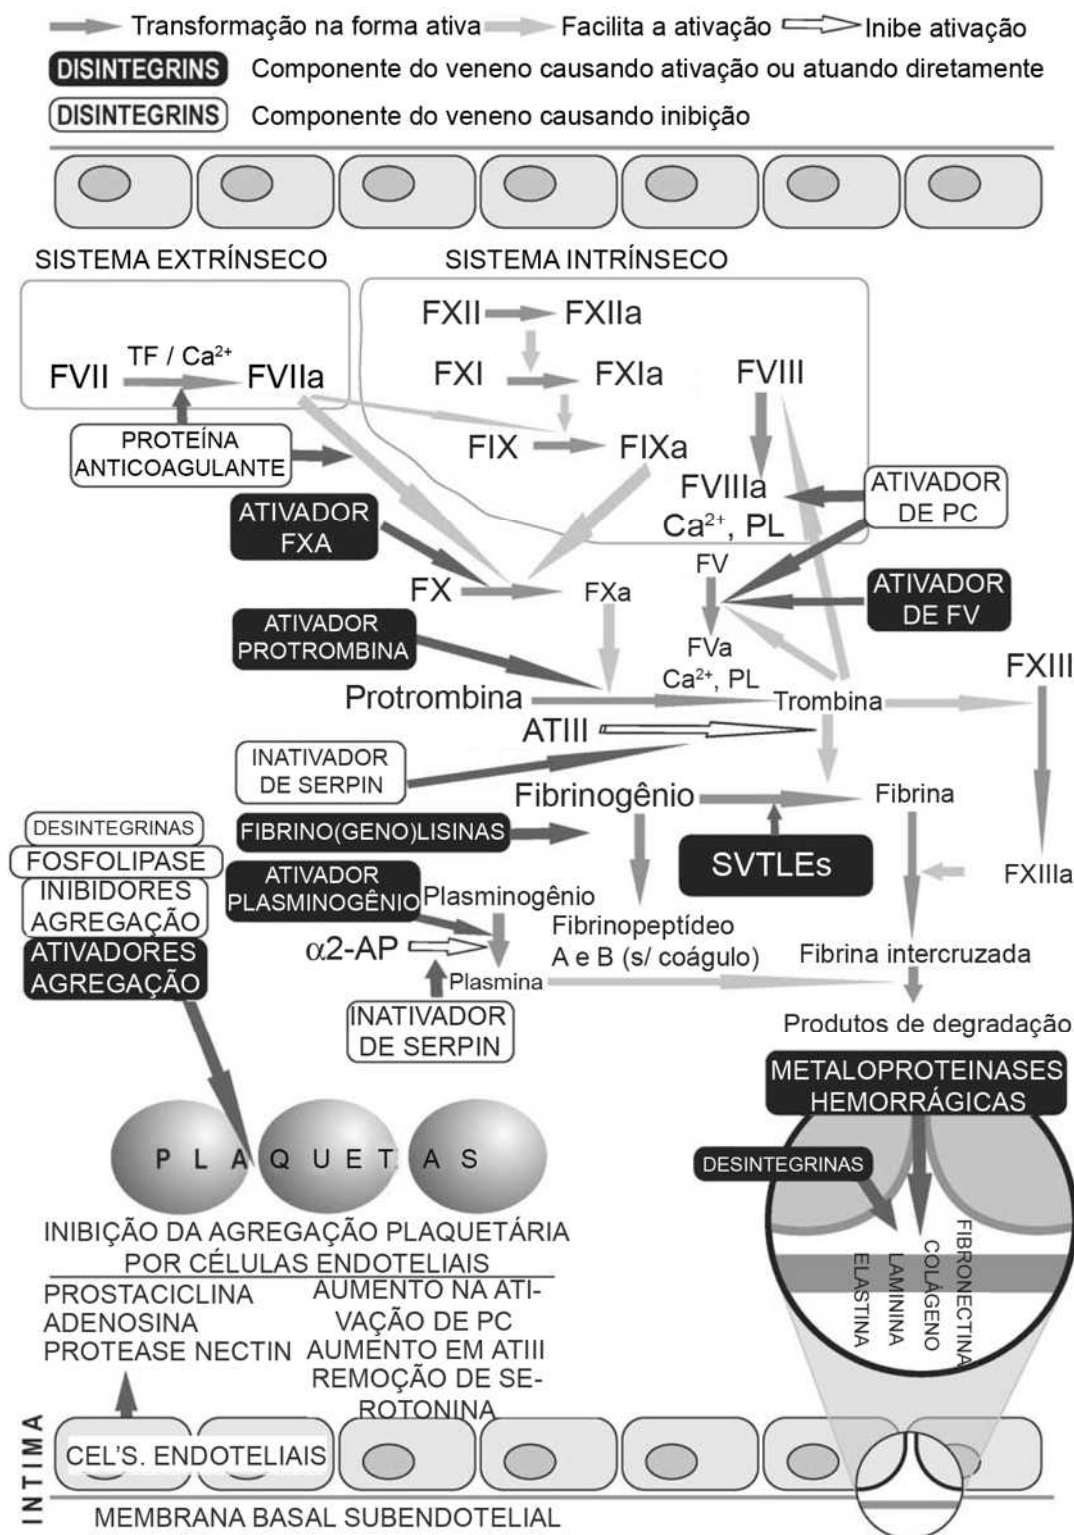 Transformação na forma ativa
Facilita a ativação
Inibe ativação
DISINTEGRINS
Componente do veneno causando ativação ou atuando diretamente
DISINTEGRINS
Componente do veneno causando inibição
SISTEMA EXTRÍNSECO
SISTEMA INTRÍNSECO
FXII
FXIIa
TF / Ca²⁺
FVII
FVIIa
FXI
FXIa
FVIII
FIX
FIXa
PROTEÍNA
ANTICOAGULANTE
FVIIIa
Ca²⁺, PL
ATIVADOR
DE PC
ATIVADOR
FXA
FV
FX
FXa
ATIVADOR
DE FV
ATIVADOR
PROTROMBINA
FVa
Ca²⁺, PL
FXIII
Protrombina
Trombina
ATIII
INATIVADOR
DE SERPIN
Fibrinogênio
Fibrina
DESINTEGRINAS
FOSFOLIPASE
INIBIDORES
AGREGAÇÃO
ATIVADORES
AGREGAÇÃO
FIBRINO(GENO)LISINAS
SVTLEs
FXIIIa
ATIVADOR
PLASMINOGÊNIO
Plasminogênio
Fibrinopeptídeo
A e B (s/ coágulo)
α2-AP
Fibrina intercruzada
Plasmina
INATIVADOR
DE SERPIN
Produtos de degradação
METALOPROTEINASES
HEMORRÁGICAS
DESINTEGRINAS
PLAQUETAS
ELASTINA
LAMININA
COLÁGENO
FIBRONECTINA
INIBIÇÃO DA AGREGAÇÃO PLAQUETÁRIA
POR CÉLULAS ENDOTELIAIS
PROSTACICLINA
ADENOSINA
PROTEASE NECTIN
AUMENTO NA ATI-
VAÇÃO DE PC
AUMENTO EM ATIII
REMOÇÃO DE SE-
ROTONINA
INTIMA
CEL'S. ENDOTELIAIS
MEMBRANA BASAL SUBENDOTELIAL